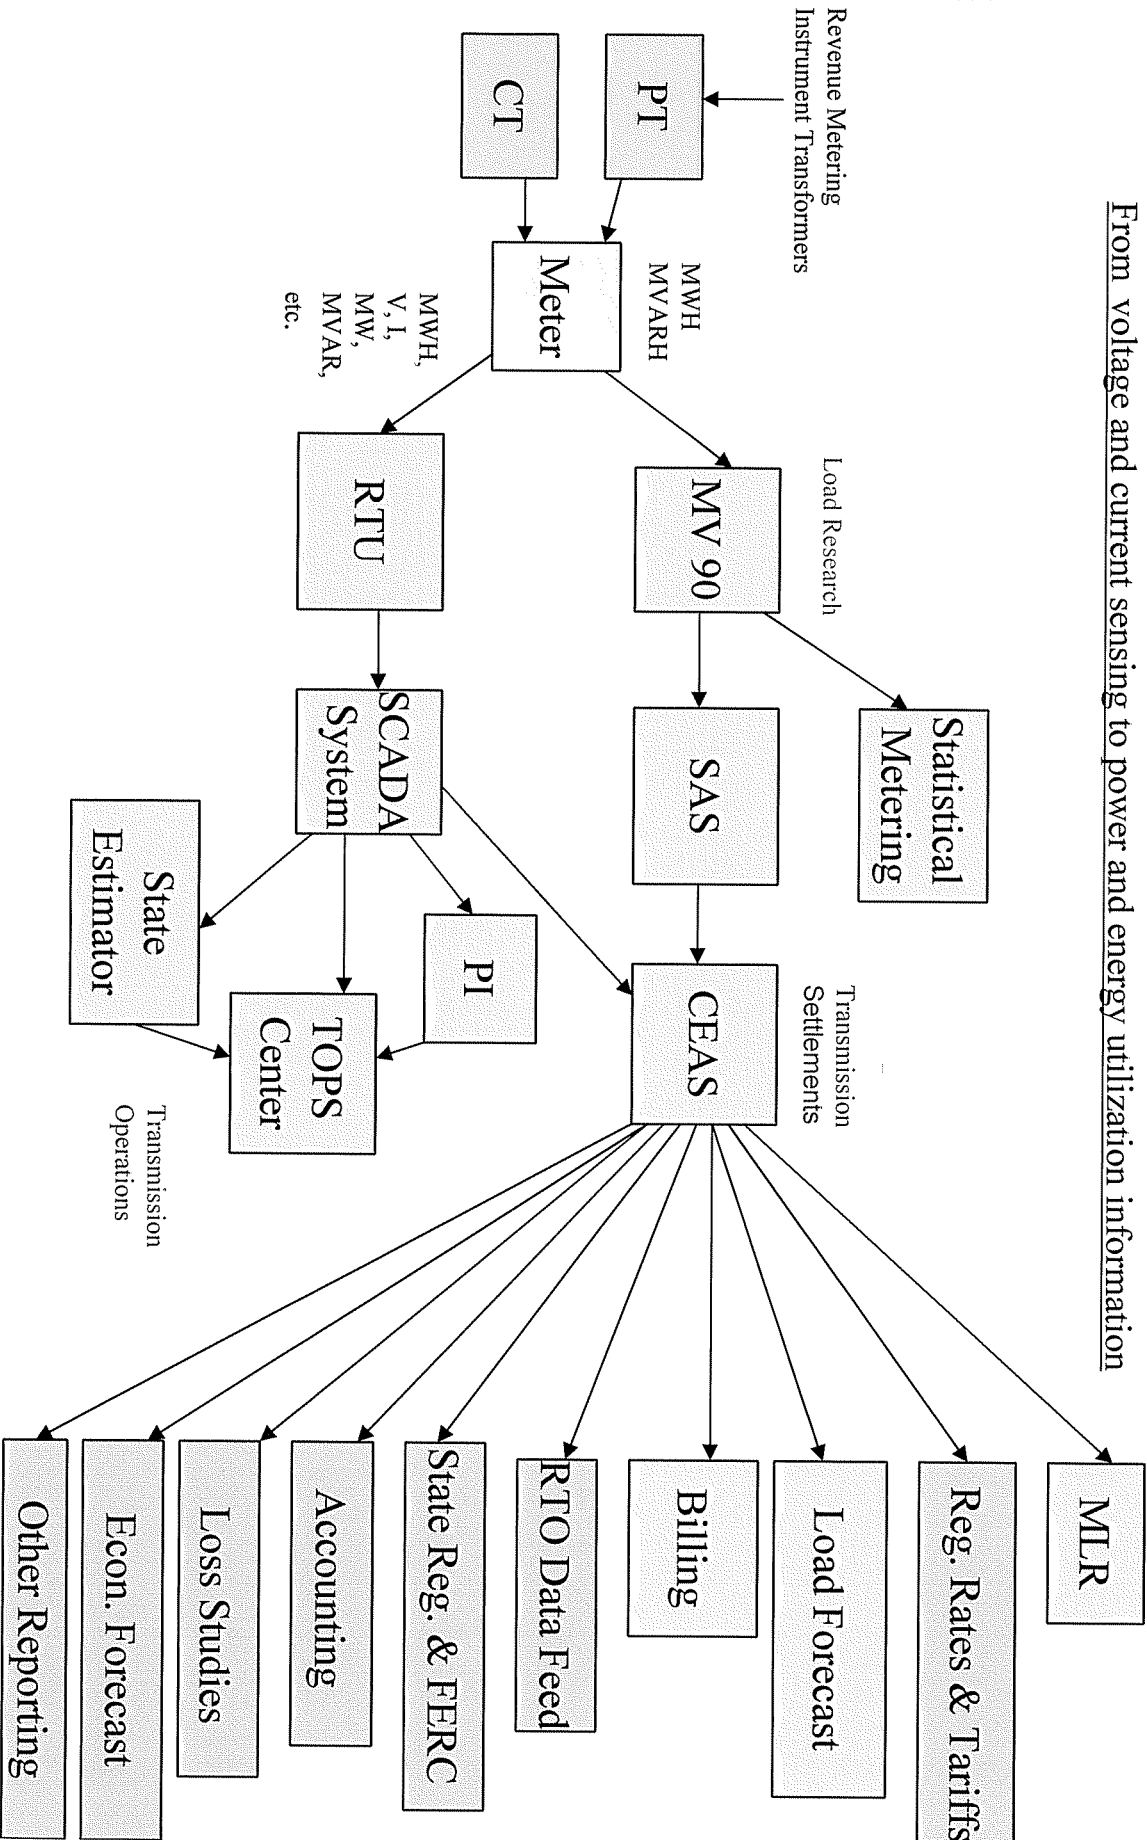 From voltage and current sensing to power and energy utilization information
Revenue Metering
Instrument Transformers
PT
CT
MWH
MVARH
Meter
MWH,
V, I,
MW,
MVAR,
etc.
Load Research
MV 90
RTU
Statistical
Metering
SAS
SCADA
System
State
Estimator
PI
TOPS
Center
Transmission
Operations
Transmission
Settlements
CEAS
MLR
Reg. Rates & Tariffs
Load Forecast
Billing
RTO Data Feed
State Reg. & FERC
Accounting
Loss Studies
Econ. Forecast
Other Reporting